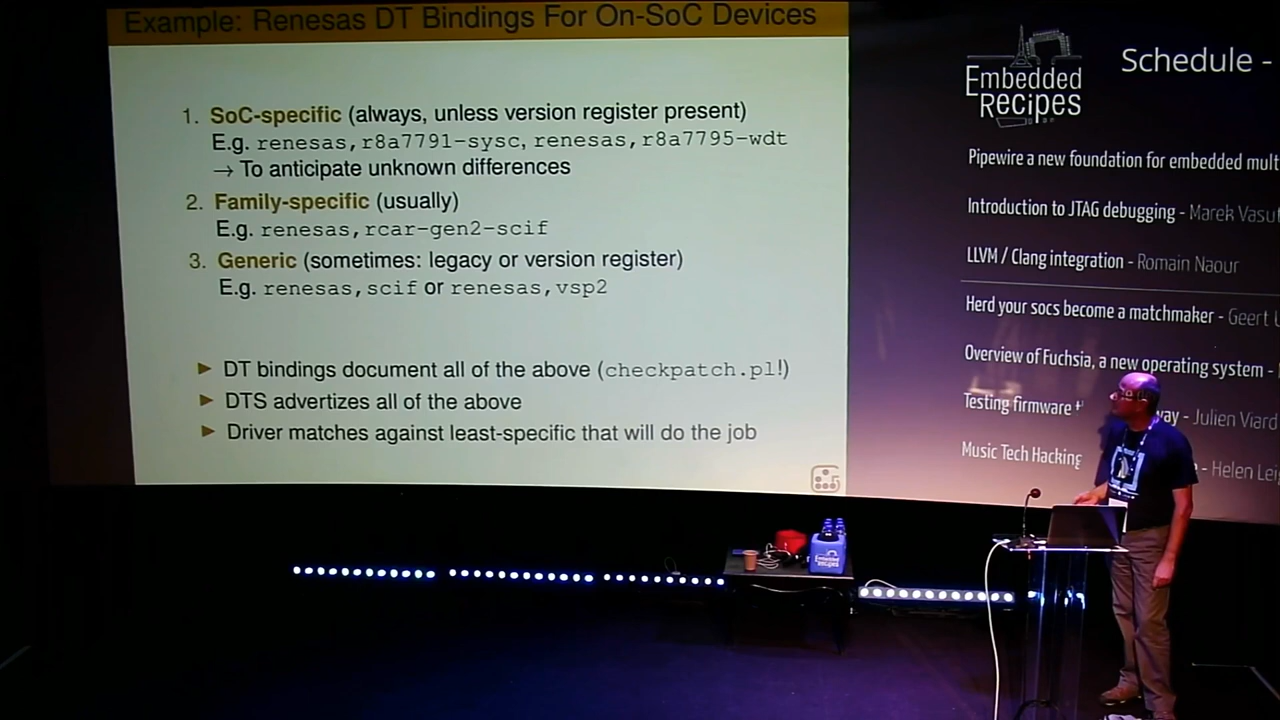 Example: Renesas DT Bindings For On-SoC Devices
1. SoC-specific (always, unless version register present)
E.g. renesas,r8a7791-sysc, renesas,r8a7795-wdt
→ To anticipate unknown differences
2. Family-specific (usually)
E.g. renesas,rcar-gen2-scif
3. Generic (sometimes: legacy or version register)
E.g. renesas,scif or renesas,vsp2
► DT bindings document all of the above (checkpatch.pl!)
► DTS advertizes all of the above
► Driver matches against least-specific that will do the job
Embedded
Recipes
Schedule -
Pipewire a new foundation for embedded mult
Introduction to JTAG debugging - Marek Vasu
LLVM / Clang integration - Romain Naour
Herd your socs become a matchmaker - Geert
Overview of Fuchsia, a new operating system -
Testing firmware
way - Julien Viard
Music Tech Hacking
- Helen Lei
Embedded
Recipes